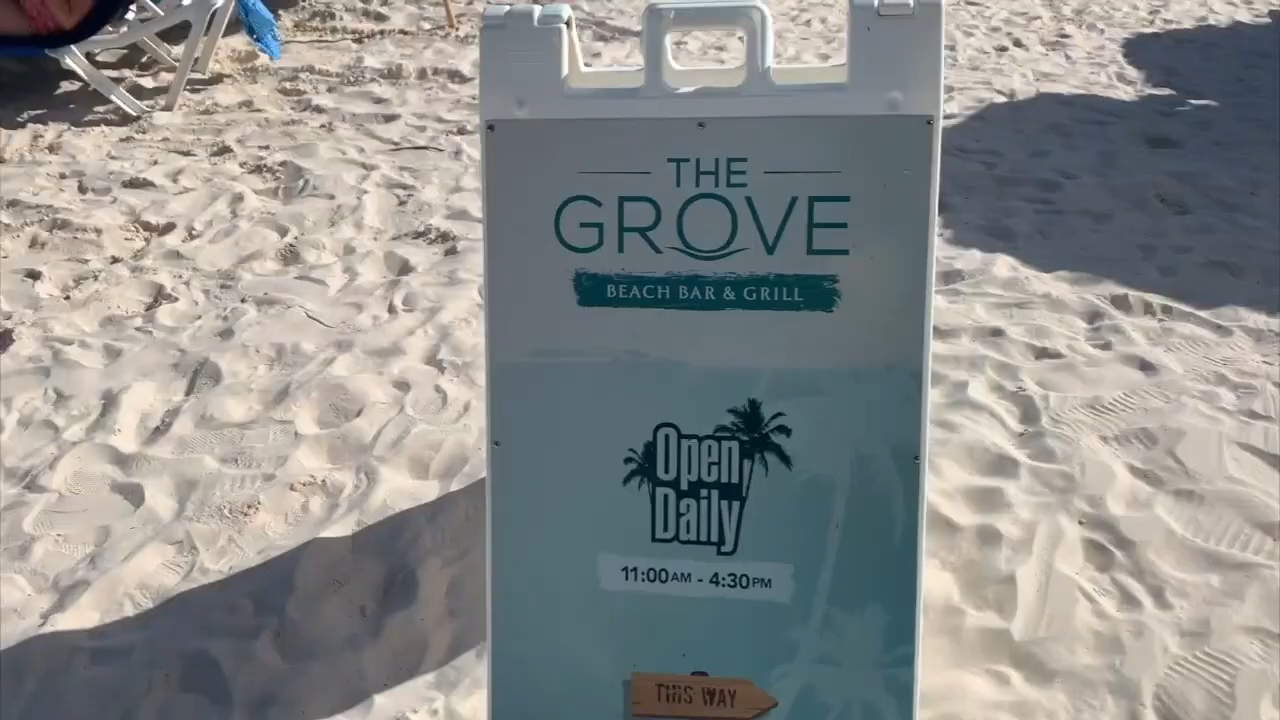 THE
GROVE
BEACH BAR & GRILL
Open
Daily
11:00AM - 4:30PM
THIS WAY